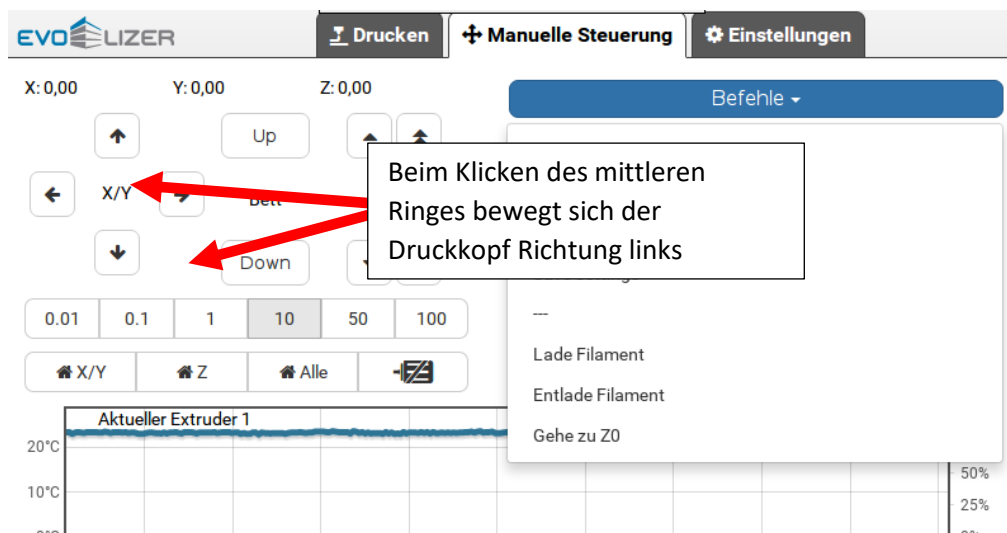 EVOLIZER
Drucken
Manuelle Steuerung
Einstellungen
X: 0,00 Y: 0,00 Z: 0,00
Befehle
Up
Beim Klicken des mittleren
Ringes bewegt sich der
Druckkopf Richtung links
X/Y
Down
0.01 0.1 1 10 50 100
---
X/Y Z Alle
Lade Filament
Entlade Filament
Gehe zu Z0
Aktueller Extruder 1
20°C
10°C
50%
25%